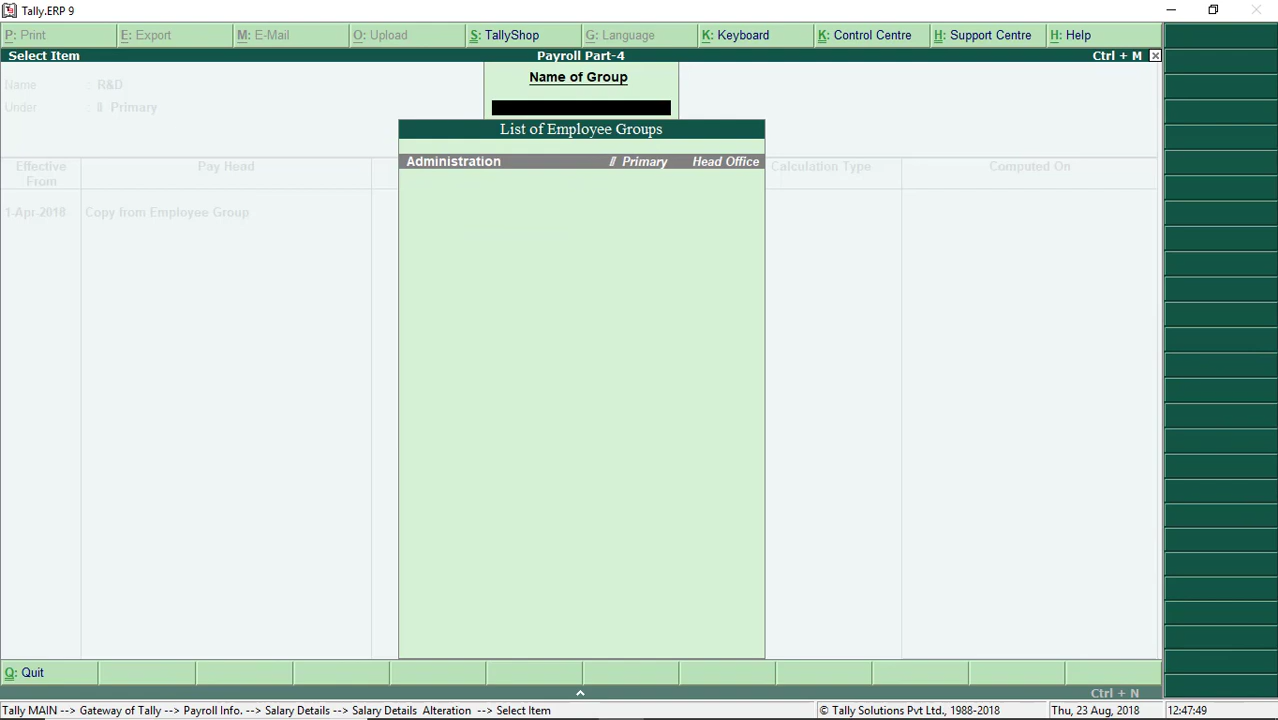 Tally.ERP 9
P: Print E: Export M: E-Mail O: Upload S: TallyShop G: Language K: Keyboard K: Control Centre H: Support Centre H: Help
Select Item Payroll Part-4 Ctrl + M
Name : R&D
Under : Primary
Name of Group
List of Employee Groups
Administration Primary Head Office
Effective From Pay Head Calculation Type Computed On
1-Apr-2018 Copy from Employee Group
Q: Quit
Ctrl + N
Tally MAIN --> Gateway of Tally --> Payroll Info. --> Salary Details --> Salary Details Alteration --> Select Item © Tally Solutions Pvt Ltd., 1988-2018 Thu, 23 Aug, 2018 12:47:49